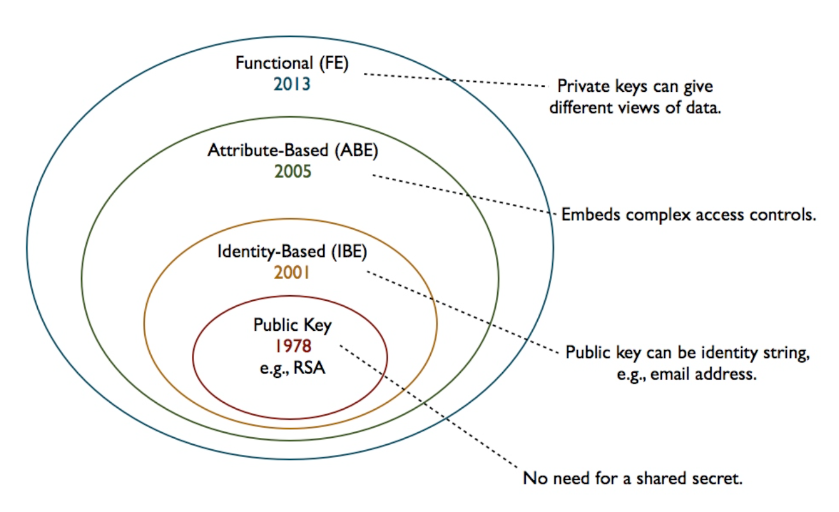 Functional (FE)
2013
Private keys can give
different views of data.
Attribute-Based (ABE)
2005
Embeds complex access controls.
Identity-Based (IBE)
2001
Public key can be identity string,
e.g., email address.
Public Key
1978
e.g., RSA
No need for a shared secret.